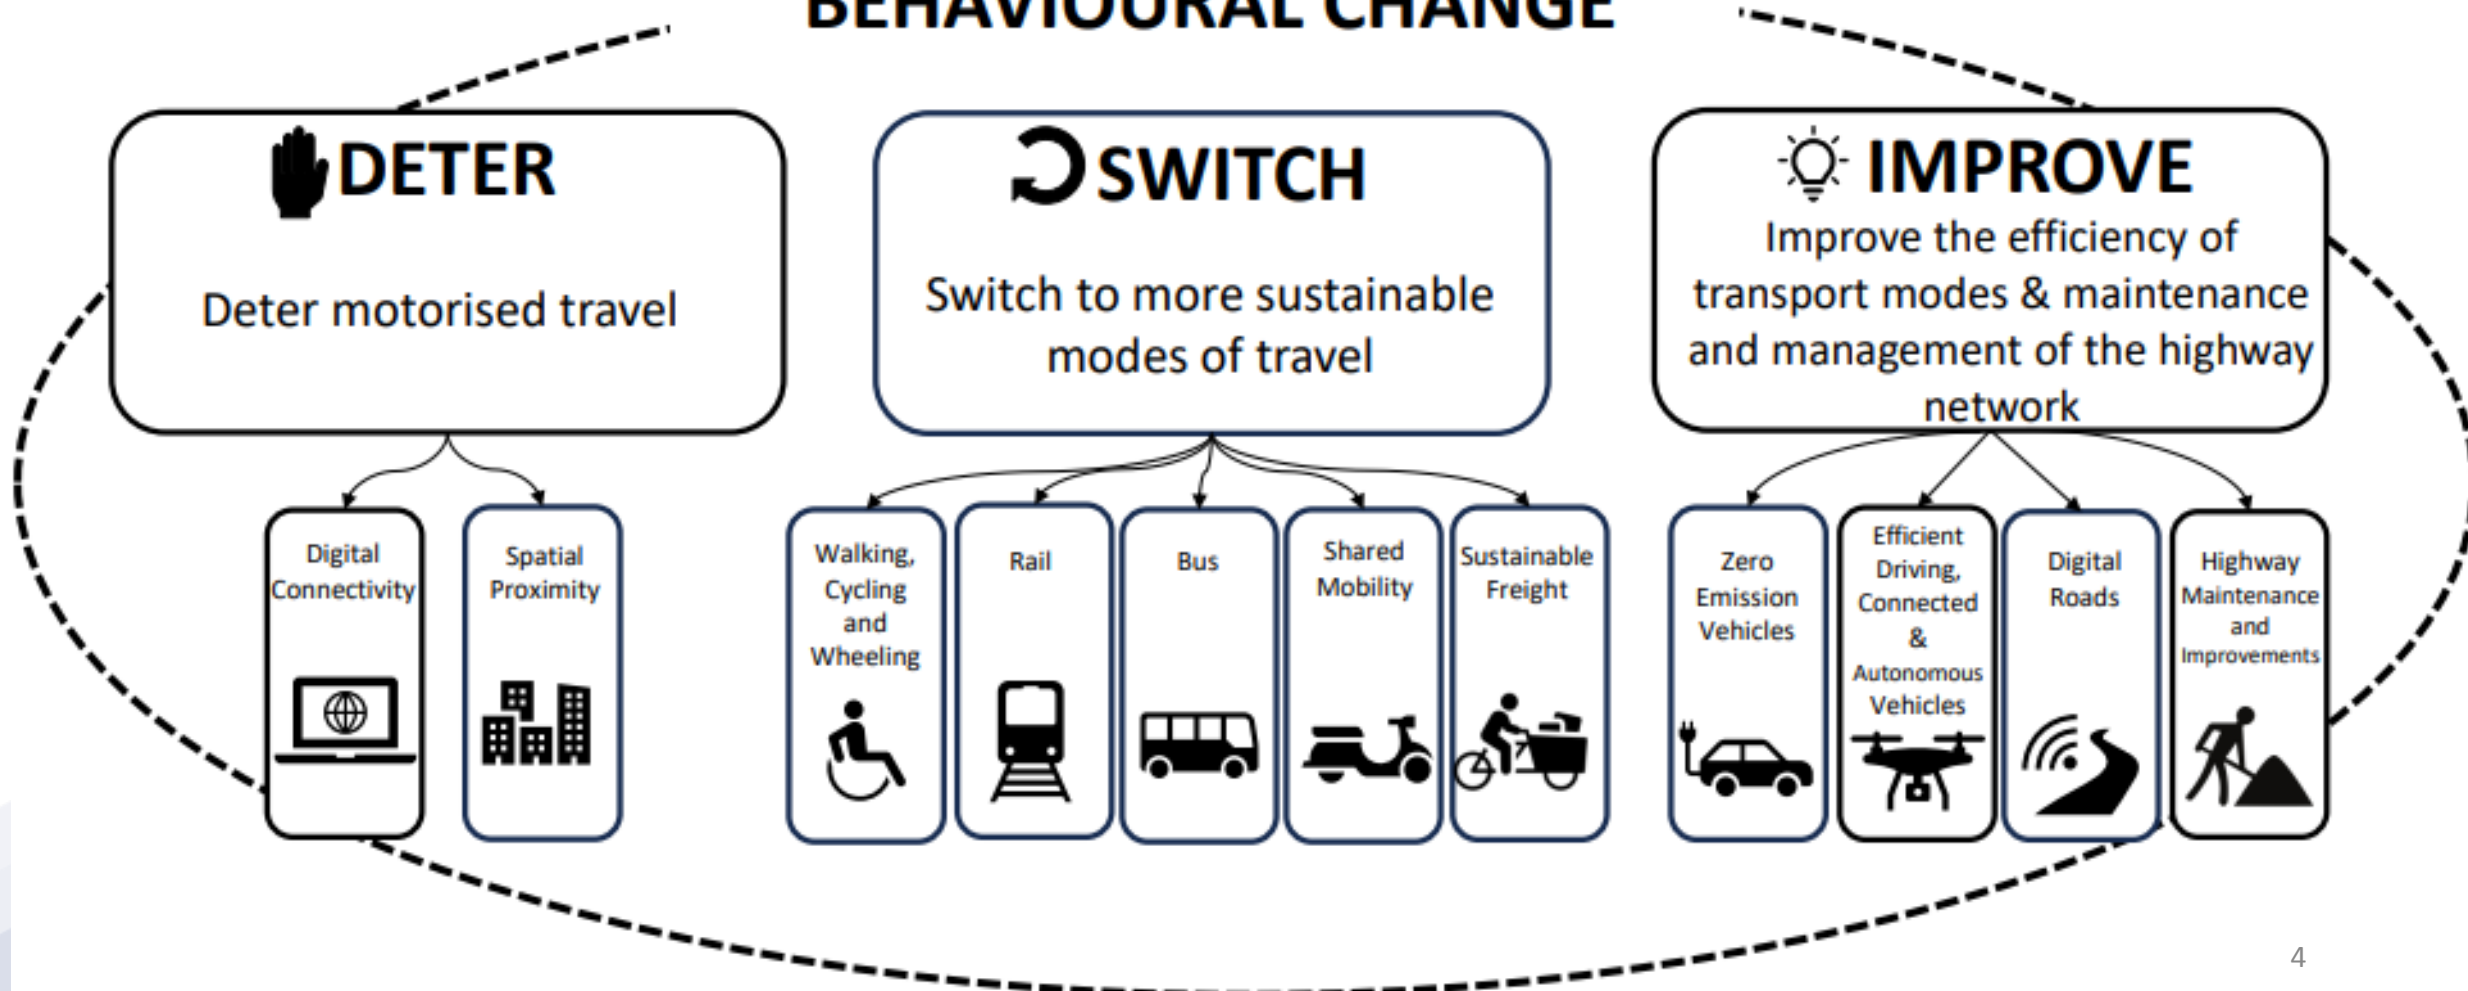 BEHAVIOURAL CHANGE
DETER
Deter motorised travel
SWITCH
Switch to more sustainable
modes of travel
IMPROVE
Improve the efficiency of
transport modes & maintenance
and management of the highway
network
Digital
Connectivity
Spatial
Proximity
Walking,
Cycling
and
Wheeling
Rail
Bus
Shared
Mobility
Sustainable
Freight
Zero
Emission
Vehicles
Efficient
Driving,
Connected
&
Autonomous
Vehicles
Digital
Roads
Highway
Maintenance
and
Improvements
4